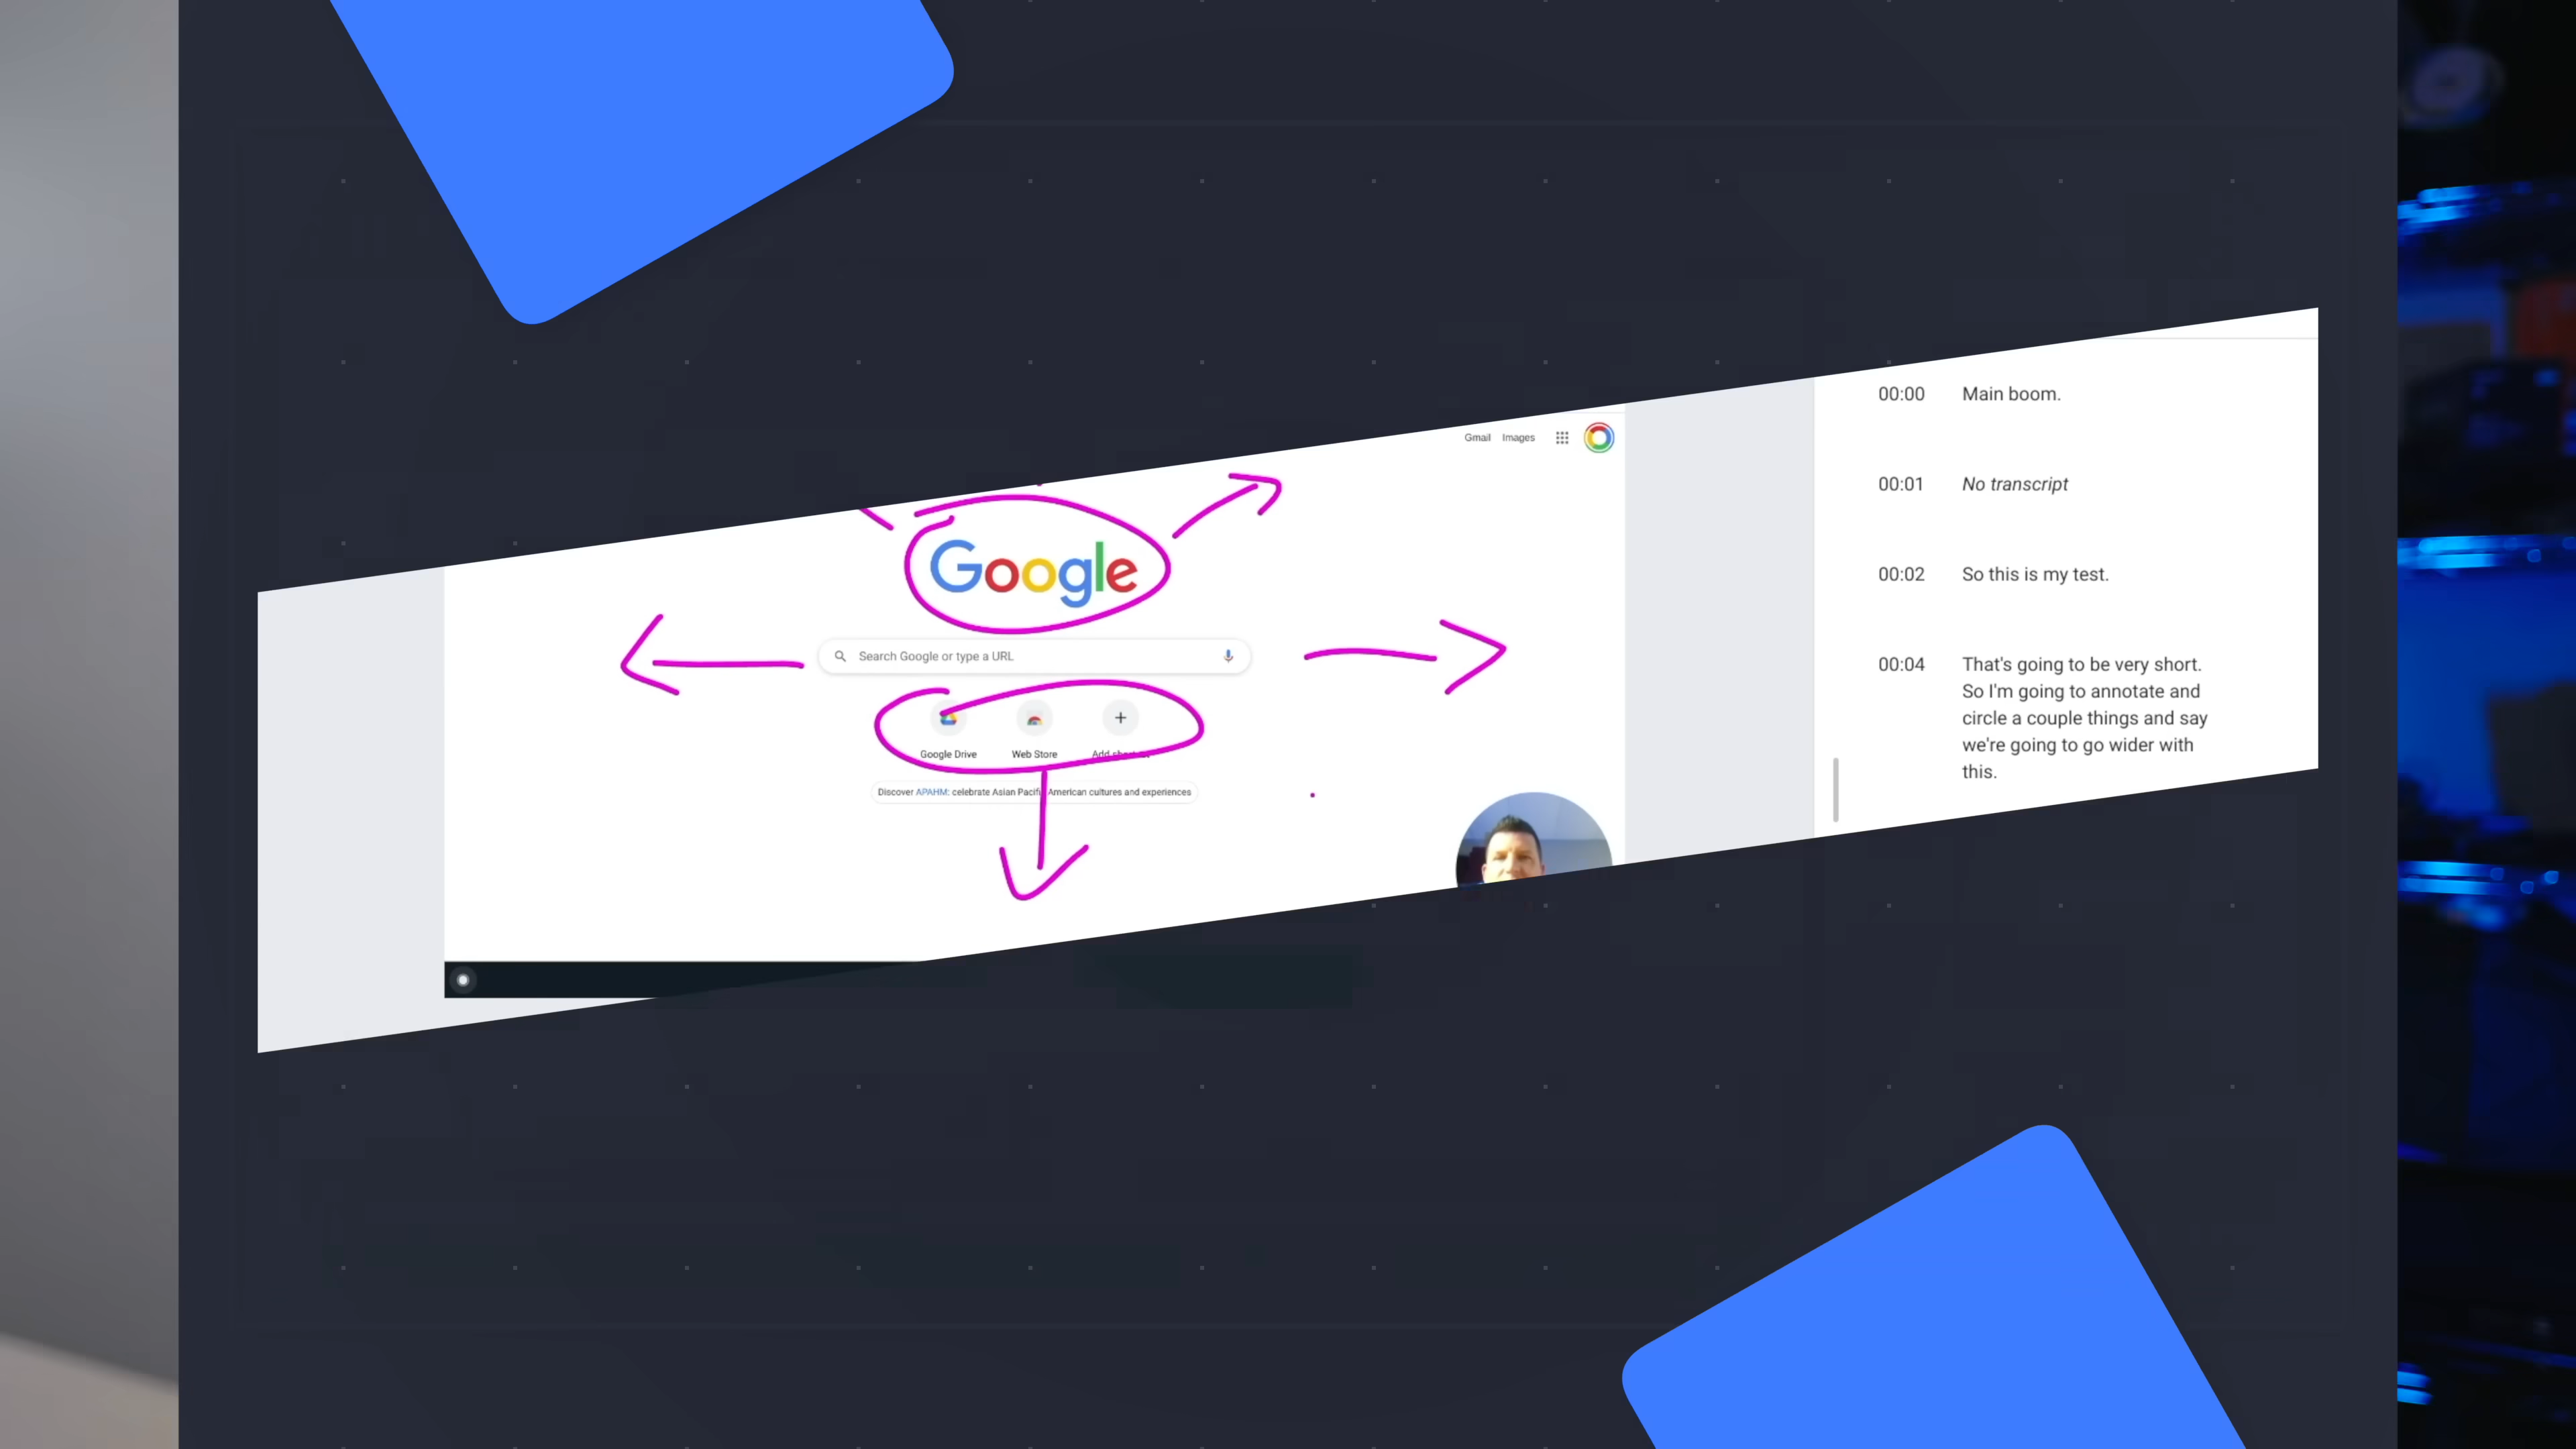 Gmail Images
Google
Search Google or type a URL
Google Drive Web Store Add
Discover APAHM: celebrate Asian Pacific American cultures and experiences
00:00 Main boom.
00:01 No transcript
00:02 So this is my test.
00:04 That's going to be very short.
So I'm going to annotate and
circle a couple things and say
we're going to go wider with
this.